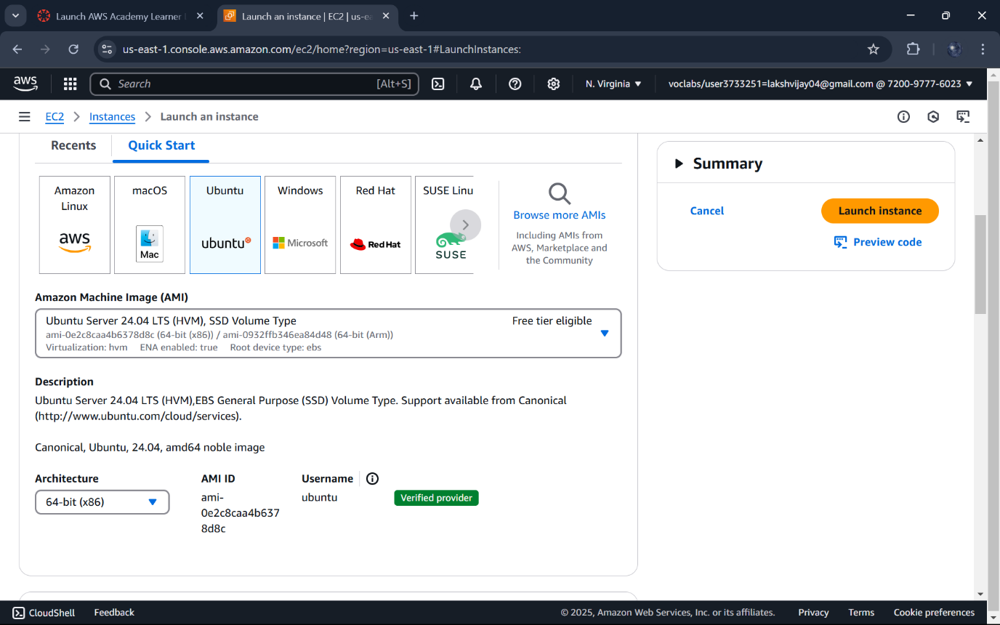 Launch AWS Academy Learner
Launch an instance | EC2 | us-ea
us-east-1.console.aws.amazon.com/ec2/home?region=us-east-1#LaunchInstances:
aws
Search
[Alt+S]
N. Virginia
voclabs/user3733251=lakshvijay04@gmail.com @ 7200-9777-6023
EC2
Instances
Launch an instance
Recents
Quick Start
Amazon
Linux
aws
macOS
Mac
Ubuntu
ubuntu
Windows
Microsoft
Red Hat
Red Hat
SUSE Linu
SUSE
Browse more AMIs
Including AMIs from
AWS, Marketplace and
the Community
Amazon Machine Image (AMI)
Ubuntu Server 24.04 LTS (HVM), SSD Volume Type
Free tier eligible
ami-0e2c8caa4b6378d8c (64-bit (x86)) / ami-0932ffb346ea84d48 (64-bit (Arm))
Virtualization: hvm ENA enabled: true Root device type: ebs
Description
Ubuntu Server 24.04 LTS (HVM),EBS General Purpose (SSD) Volume Type. Support available from Canonical
(http://www.ubuntu.com/cloud/services).
Canonical, Ubuntu, 24.04, amd64 noble image
Architecture
64-bit (x86)
AMI ID
ami-
0e2c8caa4b637
8d8c
Username
ubuntu
Verified provider
Summary
Cancel
Launch instance
Preview code
CloudShell
Feedback
© 2025, Amazon Web Services, Inc. or its affiliates.
Privacy
Terms
Cookie preferences